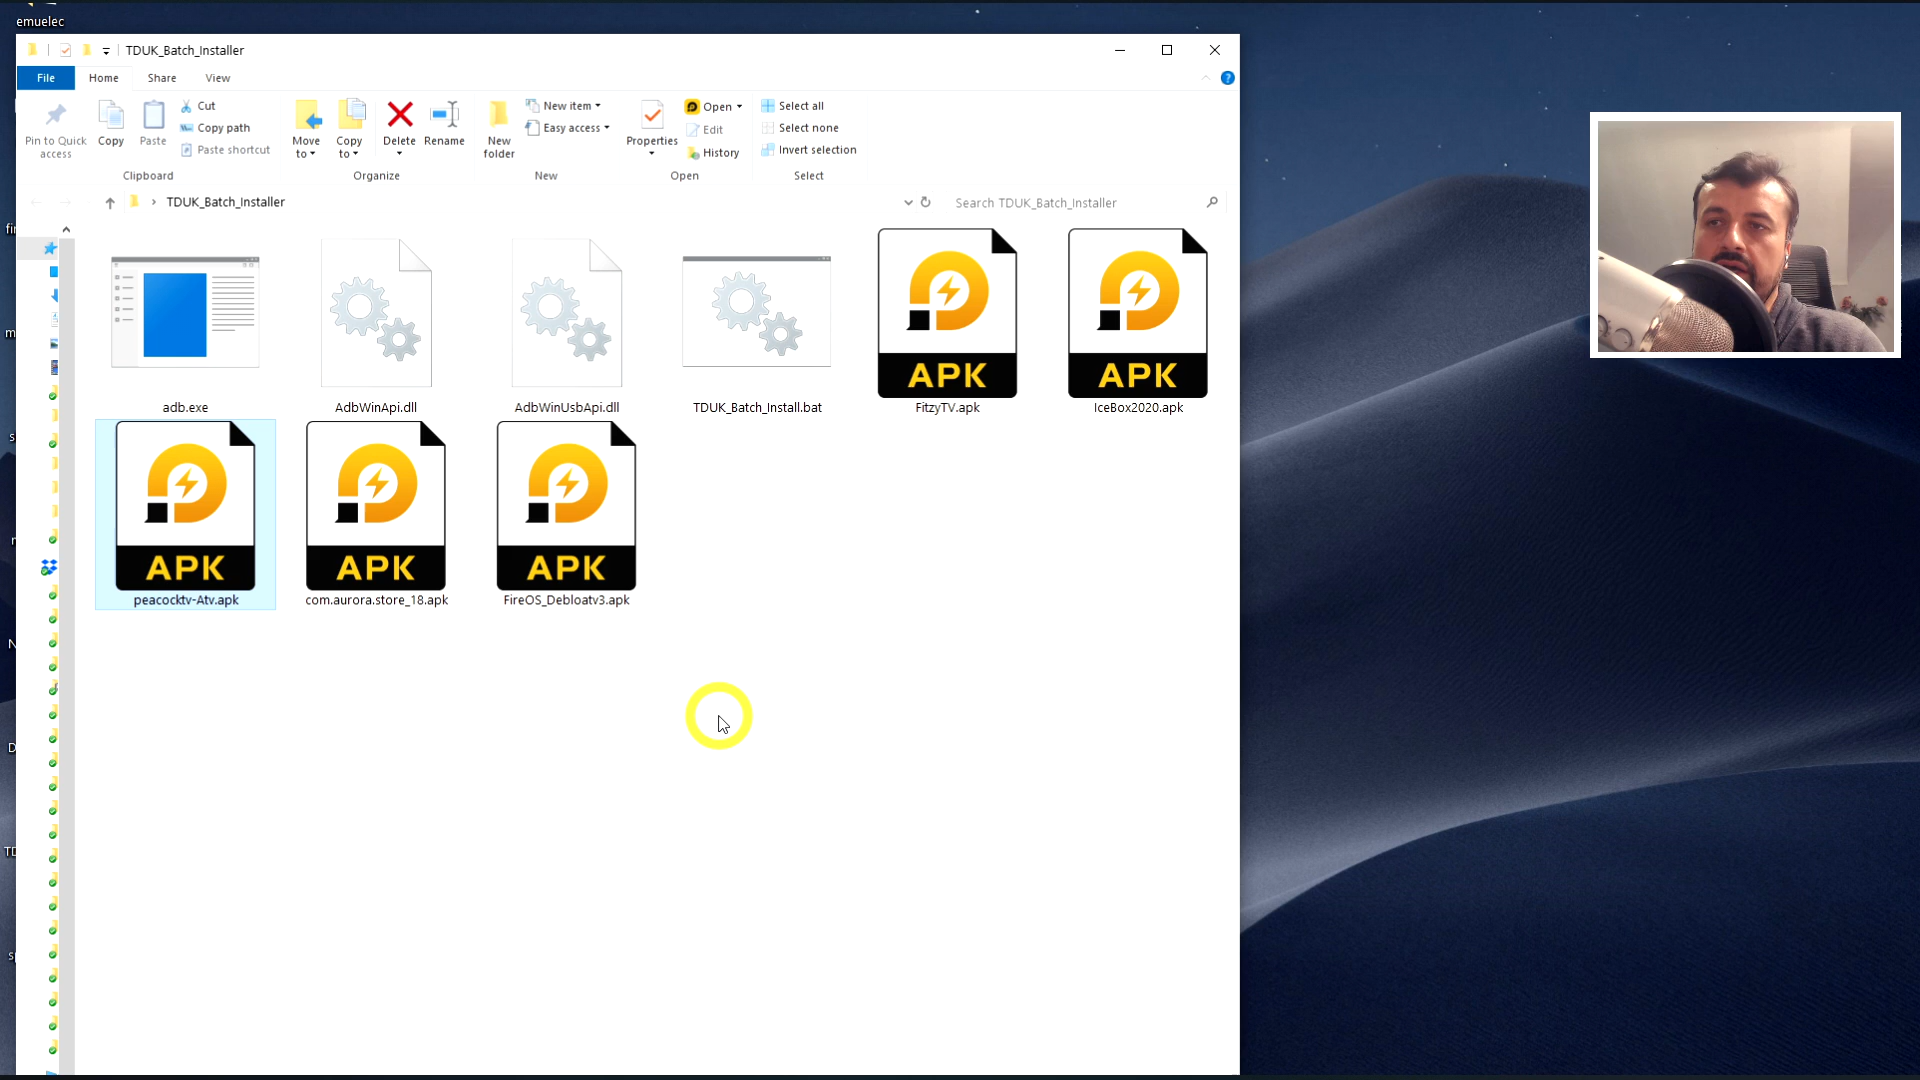 emuelec
TDUK_Batch_Installer
File Home Share View
Pin to Quick access
Copy
Paste
Cut
Copy path
Paste shortcut
Clipboard
Move to
Copy to
Delete
Rename
Organize
New folder
New item
Easy access
New
Properties
Open
Edit
History
Open
Select all
Select none
Invert selection
Select
TDUK_Batch_Installer
Search TDUK_Batch_Installer
APK
APK
adb.exe
AdbWinApi.dll
AdbWinUsbApi.dll
TDUK_Batch_Install.bat
FitzyTV.apk
IceBox2020.apk
APK
APK
APK
peacocktv-Atv.apk
com.aurora.store_18.apk
FireOS_Debloatv3.apk